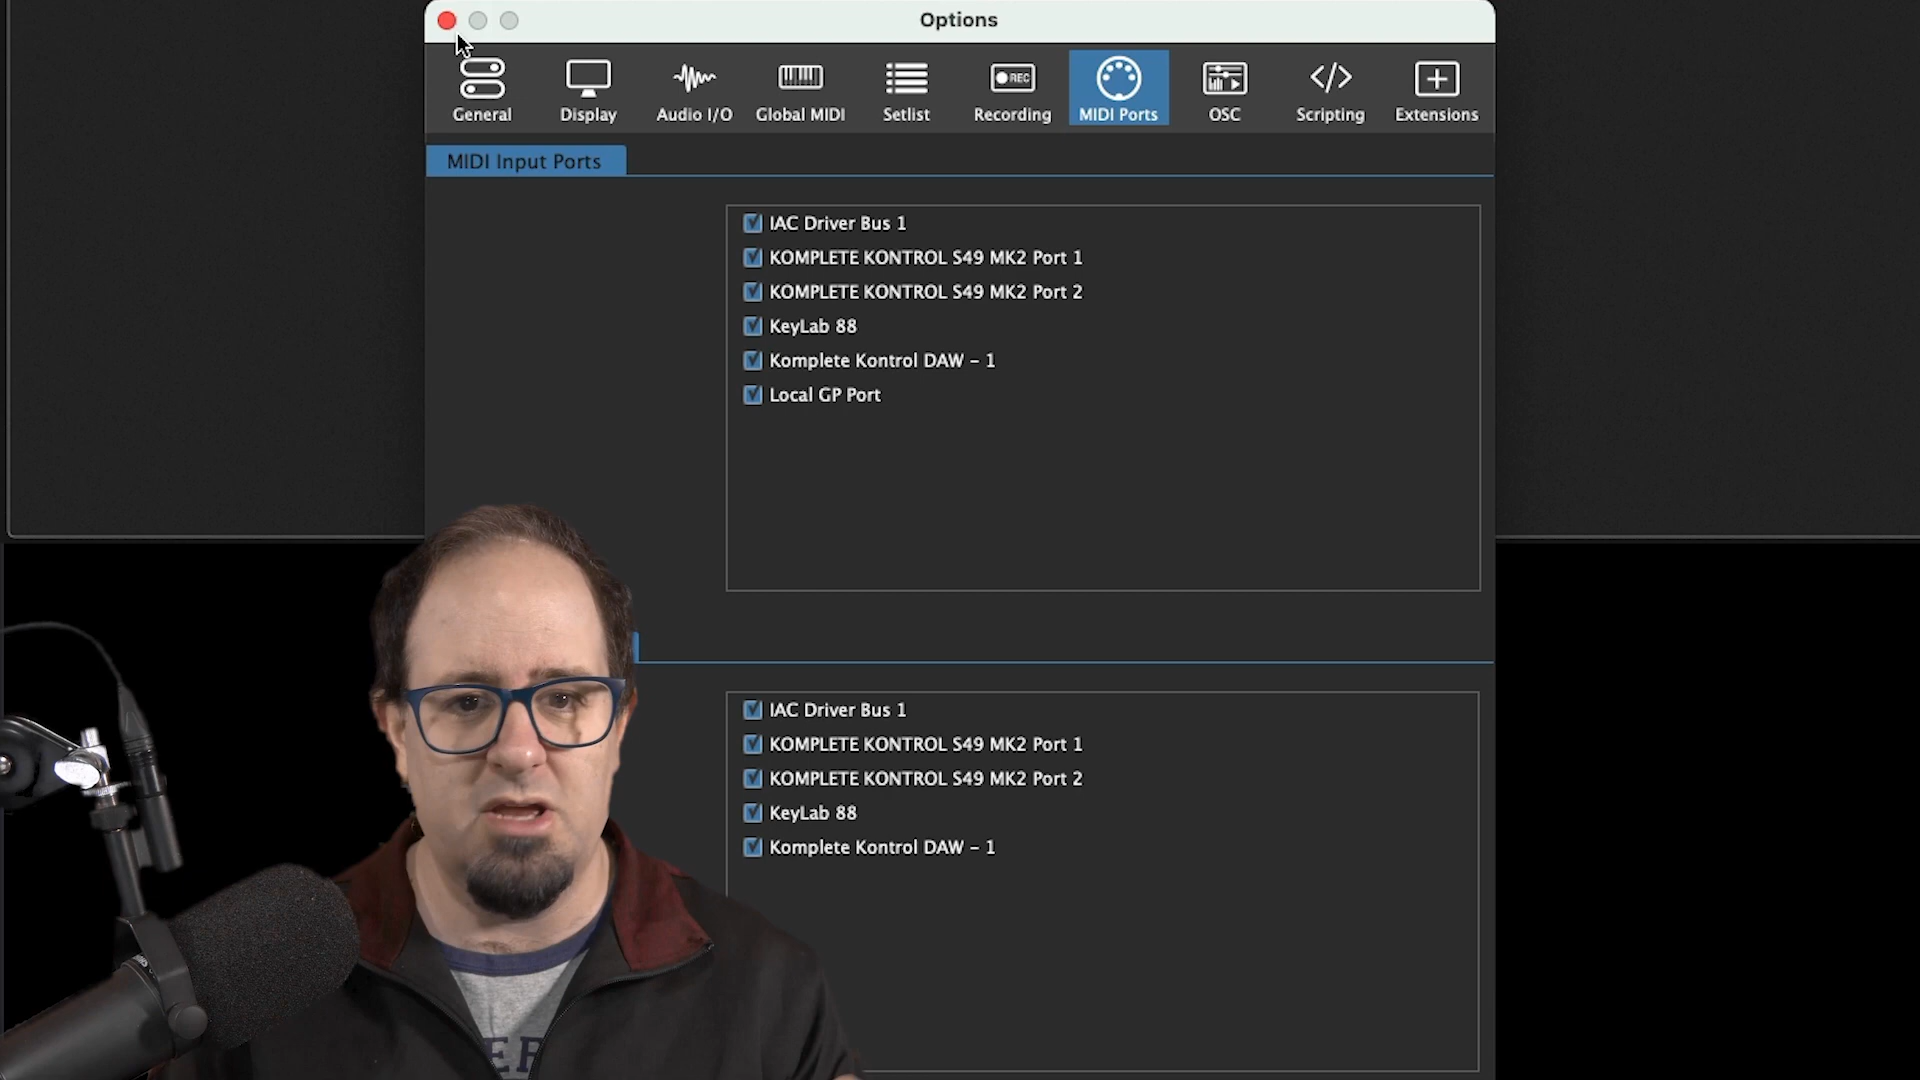 Options
General
Display
Audio I/O
Global MIDI
Setlist
REC
Recording
MIDI Ports
OSC
Scripting
Extensions
MIDI Input Ports
IAC Driver Bus 1
KOMPLETE KONTROL S49 MK2 Port 1
KOMPLETE KONTROL S49 MK2 Port 2
KeyLab 88
Komplete Kontrol DAW - 1
Local GP Port
IAC Driver Bus 1
KOMPLETE KONTROL S49 MK2 Port 1
KOMPLETE KONTROL S49 MK2 Port 2
KeyLab 88
Komplete Kontrol DAW - 1